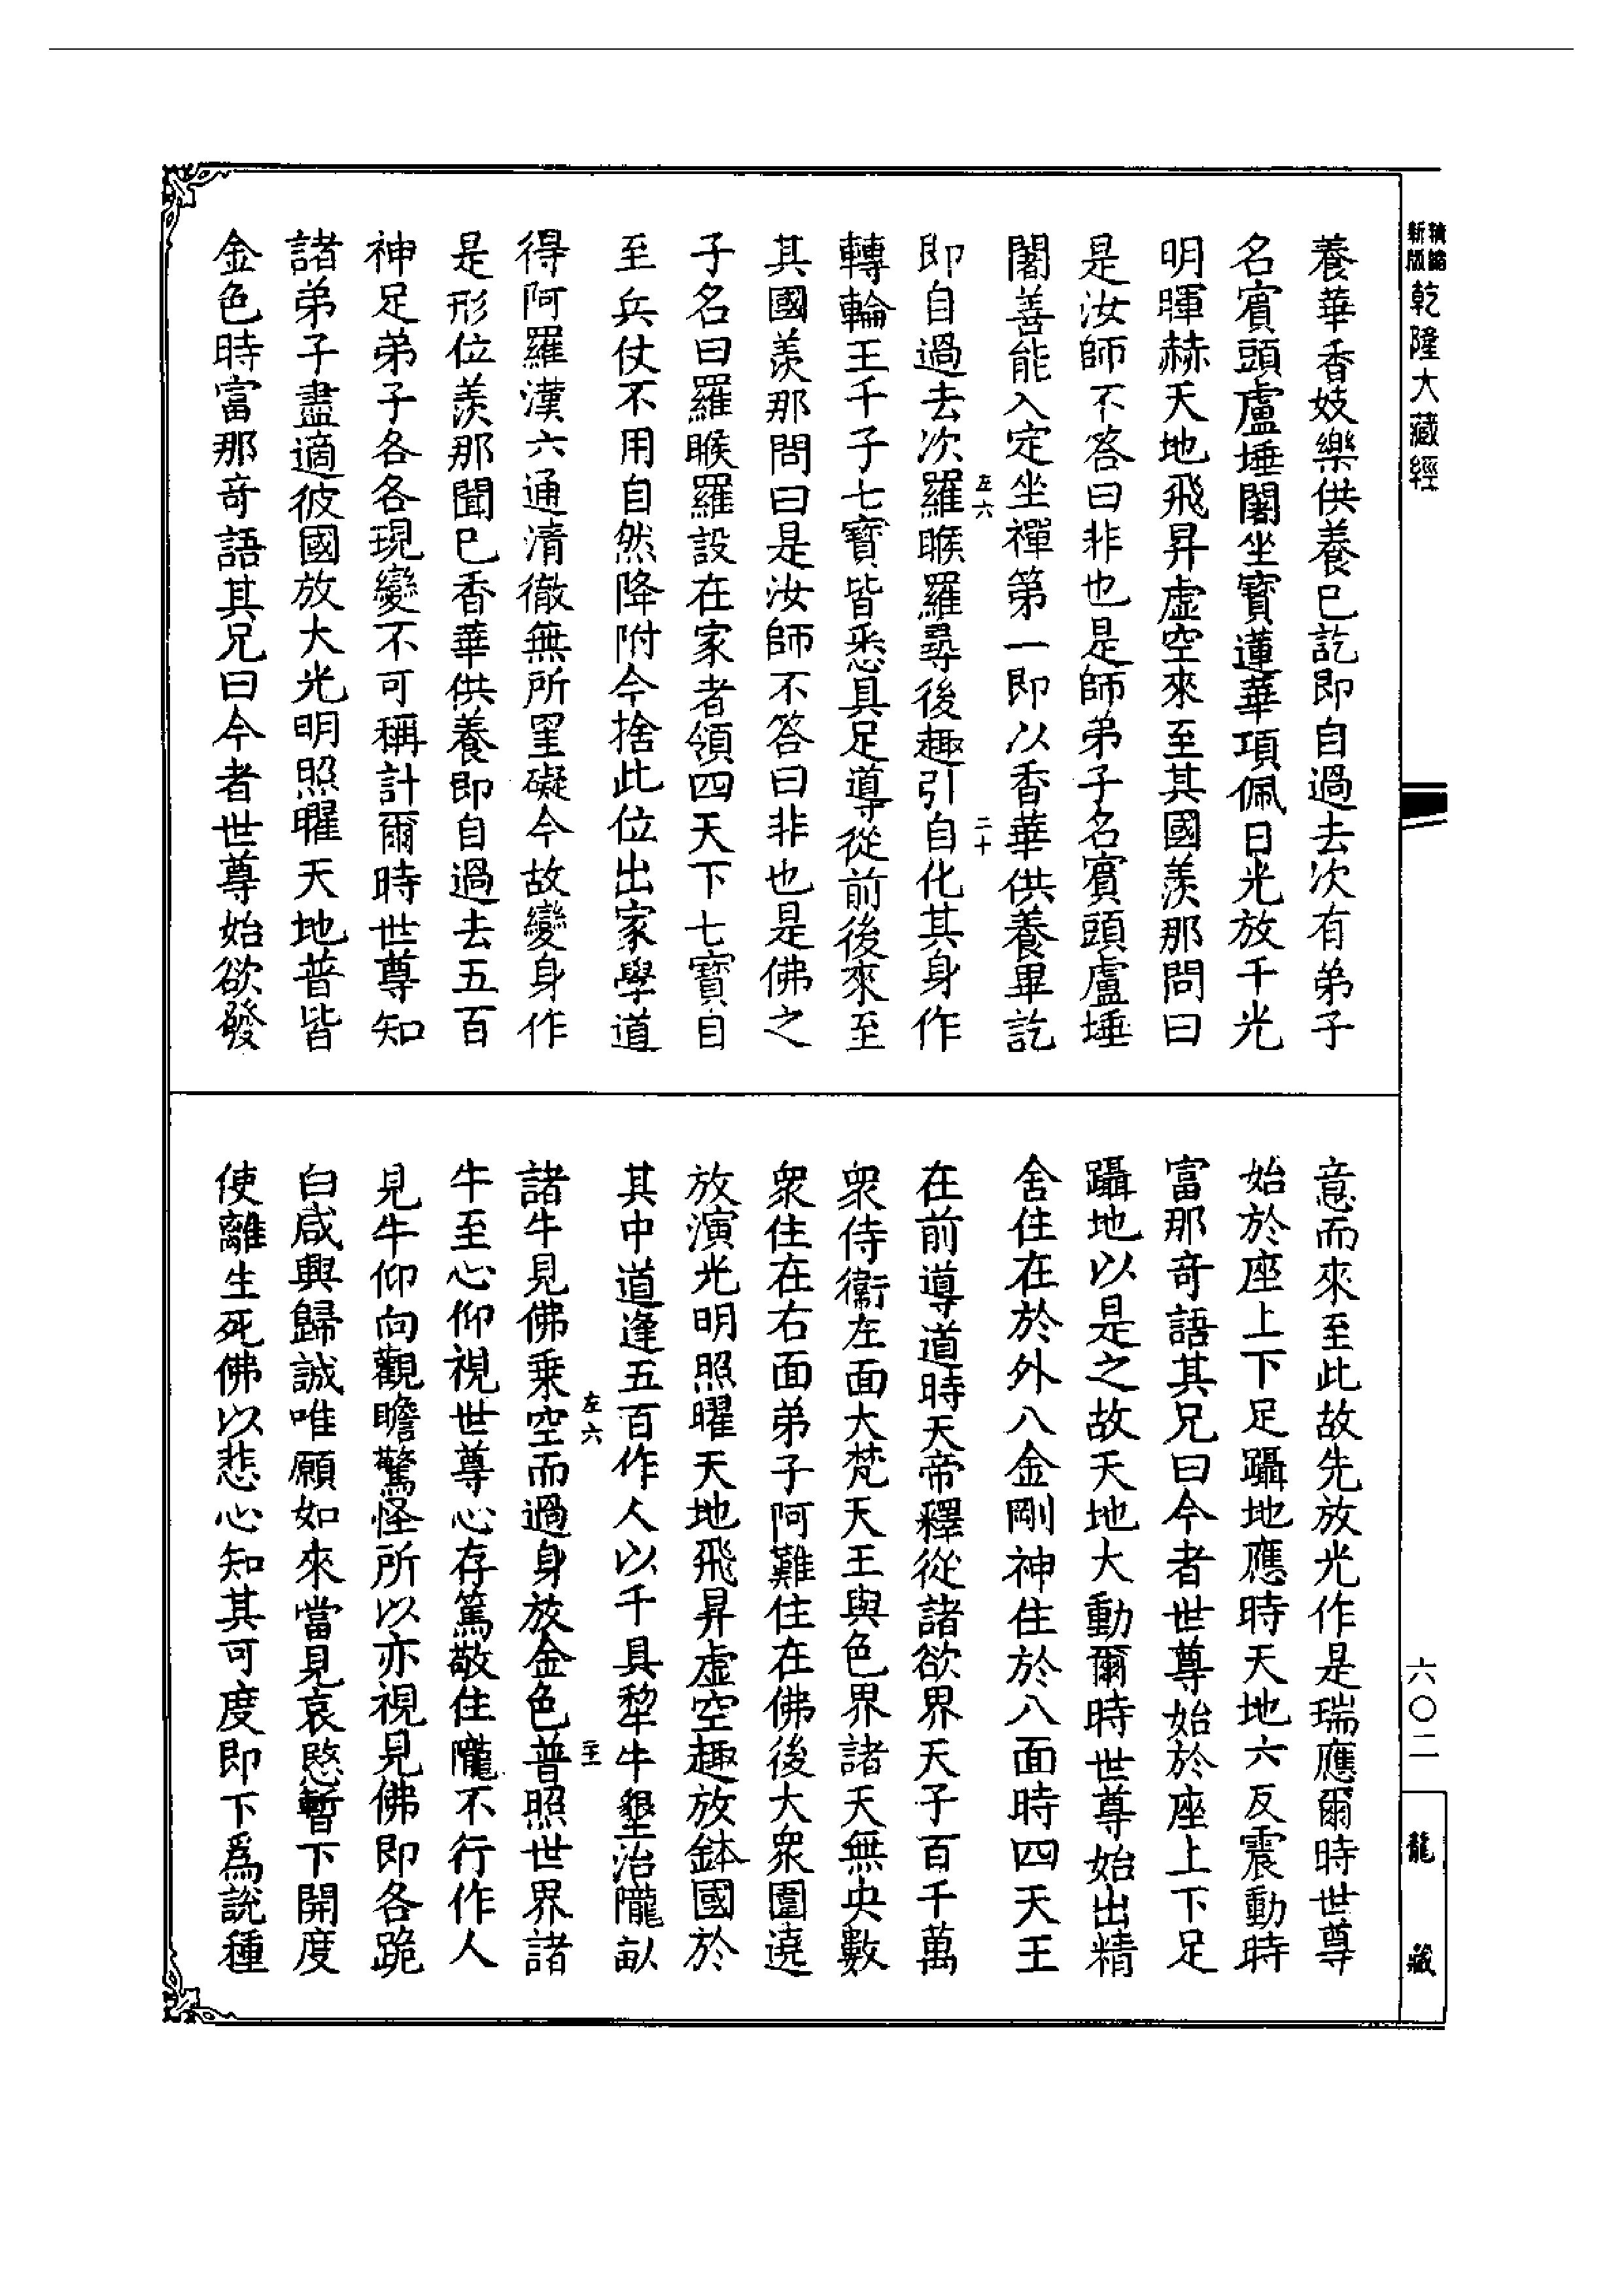 新版精縮乾隆大藏經
養華香妓樂供養已訖即自過去次有弟子
名賓頭盧埵闍坐寶蓮華項佩日光放千光
明暉赫天地飛昇虛空來至其國羨那問曰
是汝師不答曰非也是師弟子名賓頭盧埵
闍善能入定坐禪第一即以香華供養畢訖
左六 二十
即自過去次羅睺羅尋後趣引自化其身作
轉輪王千子七寶皆悉具足導從前後來至
其國羨那問曰是汝師不答曰非也是佛之
子名曰羅睺羅設在家者領四天下七寶自
至兵仗不用自然降附今捨此位出家學道
得阿羅漢六通清徹無所罣礙今故變身作
是形位羨那聞已香華供養即自過去五百
神足弟子各各現變不可稱計爾時世尊知
諸弟子盡適彼國放大光明照曜天地普皆
金色時富那奇語其兄曰今者世尊始欲發
意而來至此故先放光作是瑞應爾時世尊
始於座上下足躡地應時天地六反震動時
富那奇語其兄曰今者世尊始於座上下足
躡地以是之故天地大動爾時世尊始出精
舍住在於外八金剛神住於八面時四天王
在前導道時天帝釋從諸欲界天子百千萬
眾侍衞左面大梵天王與色界諸天無央數
眾住在右面弟子阿難住在佛後大眾圍遶
放演光明照曜天地飛昇虛空趣放鉢國於
其中道逢五百作人以千具犂牛墾治隴畝
左六 二十一
諸牛見佛乘空而過身放金色普照世界諸
牛至心仰視世尊心存篤敬住隴不行作人
見牛仰向觀瞻驚怪所以亦視見佛即各跪
白咸興歸誠唯願如來當見哀愍暫下開度
使離生死佛以悲心知其可度即下爲說種
六〇二
龍藏